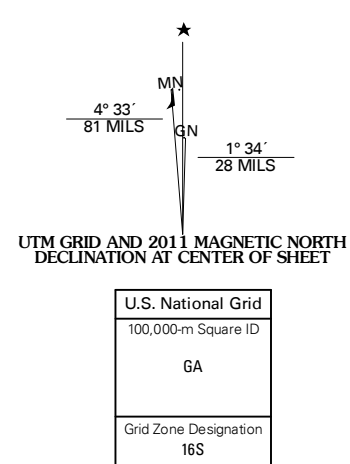 MN
4° 33´
81 MILS
GN
1° 34´
28 MILS
UTM GRID AND 2011 MAGNETIC NORTH
DECLINATION AT CENTER OF SHEET
U.S. National Grid
100,000-m Square ID
GA
Grid Zone Designation
16S